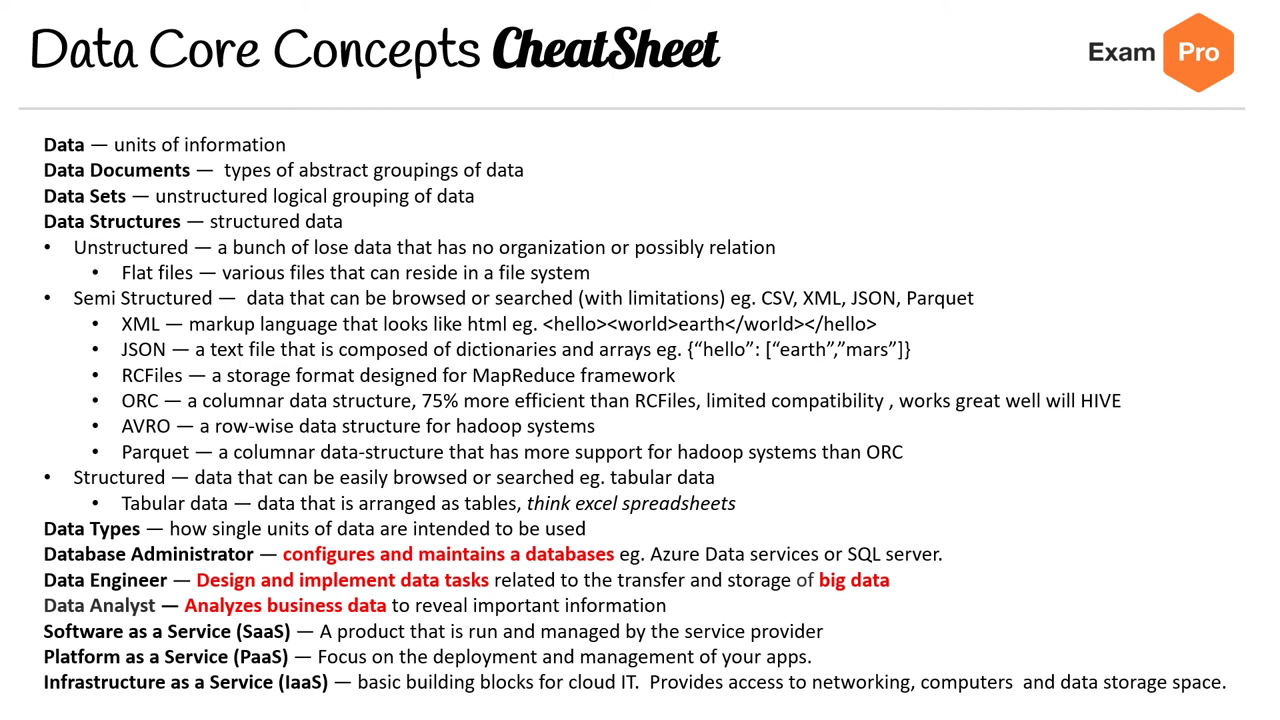 Data Core Concepts CheatSheet
Exam Pro
Data — units of information
Data Documents — types of abstract groupings of data
Data Sets — unstructured logical grouping of data
Data Structures — structured data
• Unstructured — a bunch of lose data that has no organization or possibly relation
• Flat files — various files that can reside in a file system
• Semi Structured — data that can be browsed or searched (with limitations) eg. CSV, XML, JSON, Parquet
• XML — markup language that looks like html eg. <hello><world>earth</world></hello>
• JSON — a text file that is composed of dictionaries and arrays eg. {“hello”: [“earth”,”mars”]}
• RCFiles — a storage format designed for MapReduce framework
• ORC — a columnar data structure, 75% more efficient than RCFiles, limited compatibility , works great well will HIVE
• AVRO — a row-wise data structure for hadoop systems
• Parquet — a columnar data-structure that has more support for hadoop systems than ORC
• Structured — data that can be easily browsed or searched eg. tabular data
• Tabular data — data that is arranged as tables, think excel spreadsheets
Data Types — how single units of data are intended to be used
Database Administrator — configures and maintains a databases eg. Azure Data services or SQL server.
Data Engineer — Design and implement data tasks related to the transfer and storage of big data
Data Analyst — Analyzes business data to reveal important information
Software as a Service (SaaS) — A product that is run and managed by the service provider
Platform as a Service (PaaS) — Focus on the deployment and management of your apps.
Infrastructure as a Service (IaaS) — basic building blocks for cloud IT. Provides access to networking, computers and data storage space.